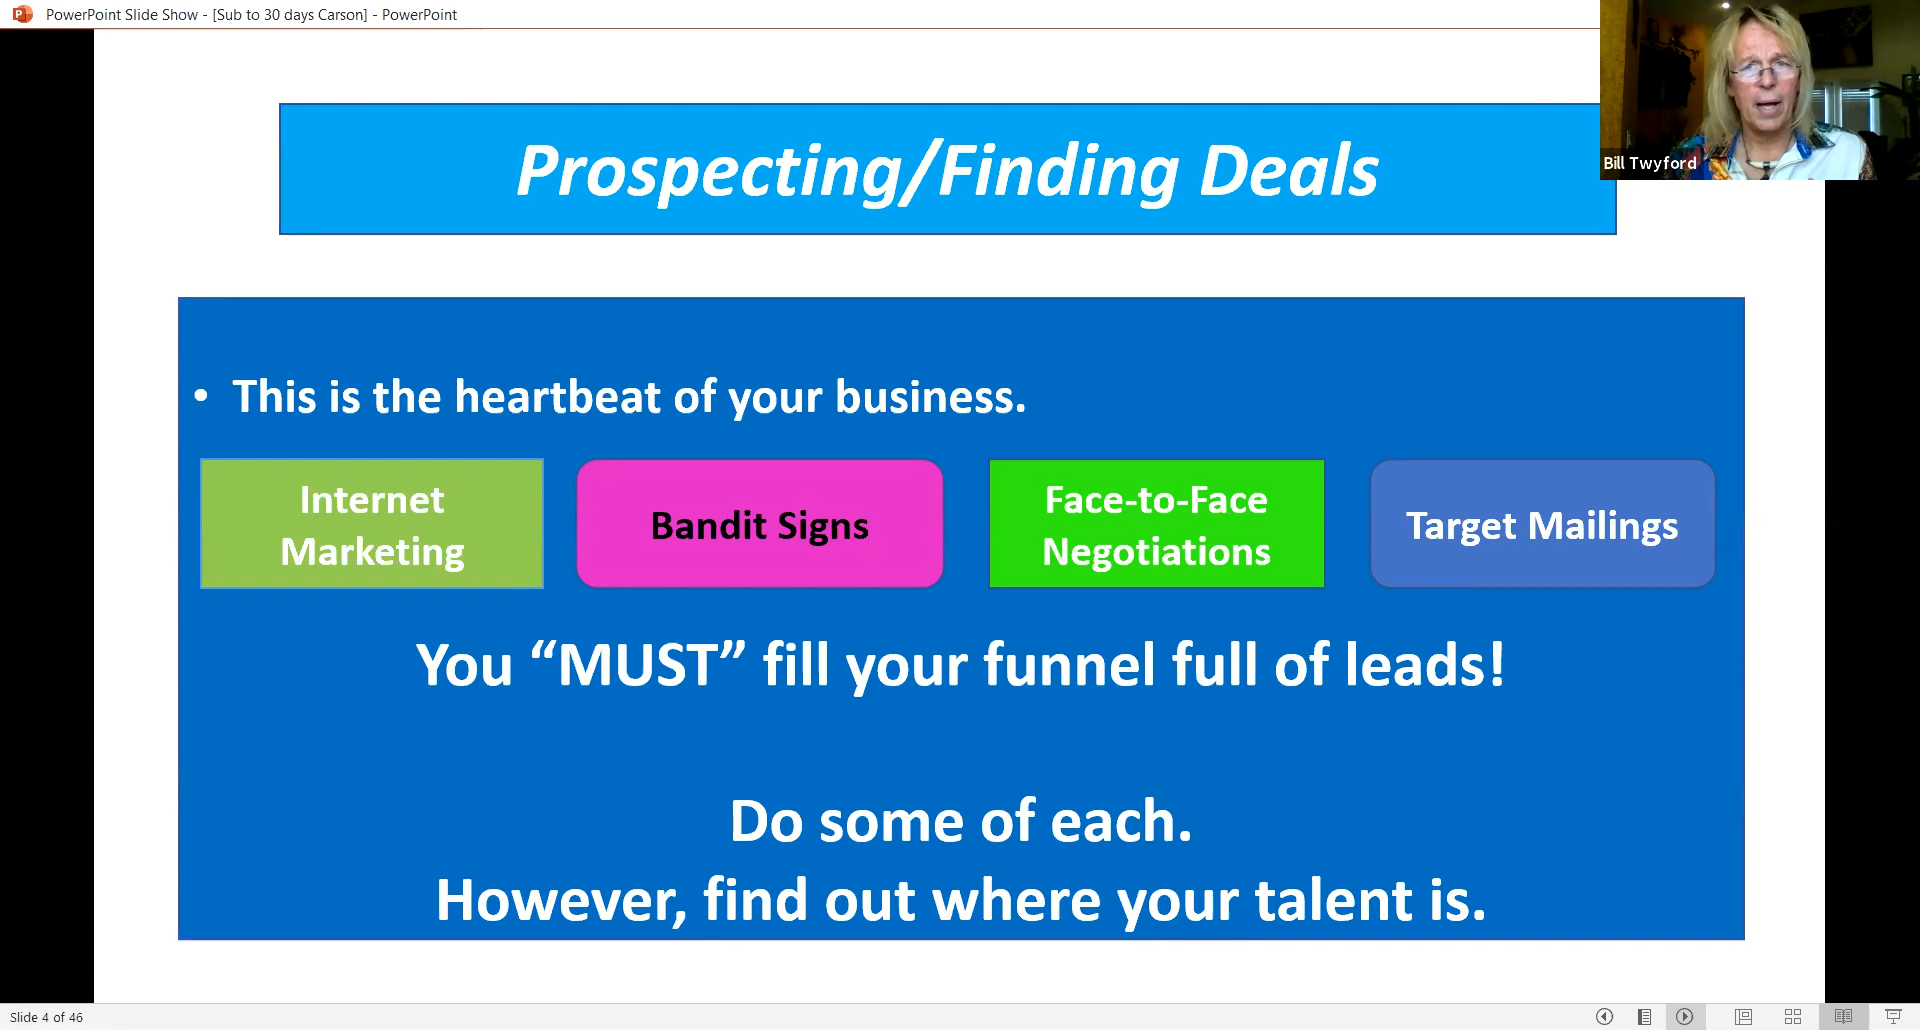 PowerPoint Slide Show - [Sub to 30 days Carson] - PowerPoint
Bill Twyford
Prospecting/Finding Deals
• This is the heartbeat of your business.
Internet
Marketing
Bandit Signs
Face-to-Face
Negotiations
Target Mailings
You “MUST” fill your funnel full of leads!
Do some of each.
However, find out where your talent is.
Slide 4 of 46